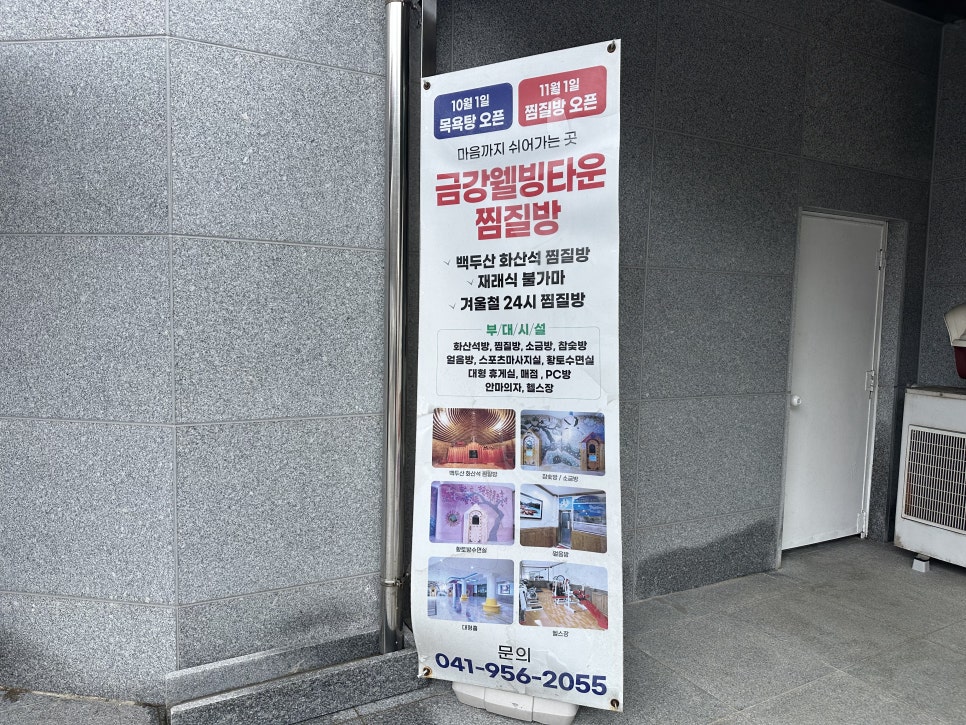 10월 1일
목욕탕 오픈
11월 1일
찜질방 오픈
마음까지 쉬어가는 곳
금강웰빙타운
찜질방
백두산 화산석 찜질방
재래식 불가마
겨울철 24시 찜질방
부/대/시/설
화산석방, 찜질방, 소금방, 참숯방
얼음방, 스포츠마사지실, 황토수면실
대형 휴게실, 매점 , PC방
안마의자, 헬스장
백두산 화산석 찜질방
참숯방 / 소금방
황토방수면실
얼음방
대형홀
헬스장
문의
041-956-2055